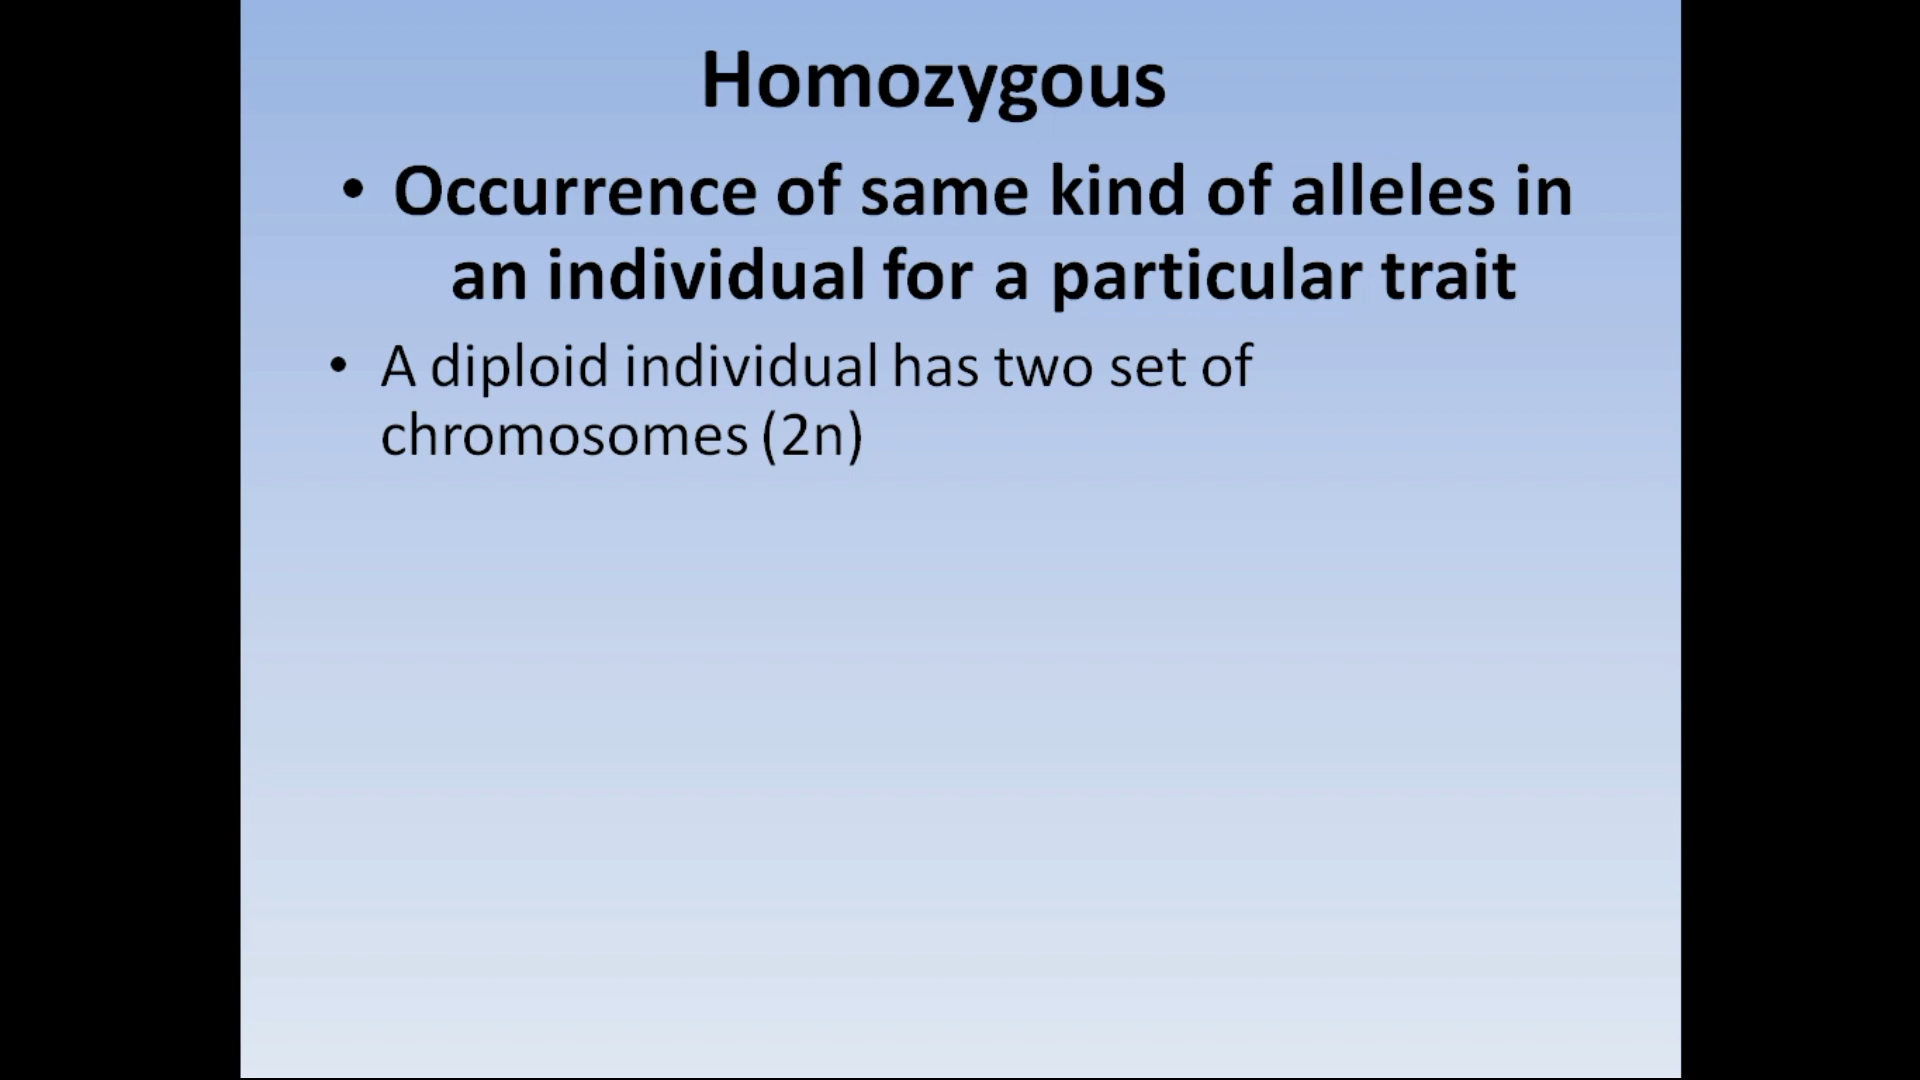 Homozygous
• Occurrence of same kind of alleles in
an individual for a particular trait
• A diploid individual has two set of
chromosomes (2n)